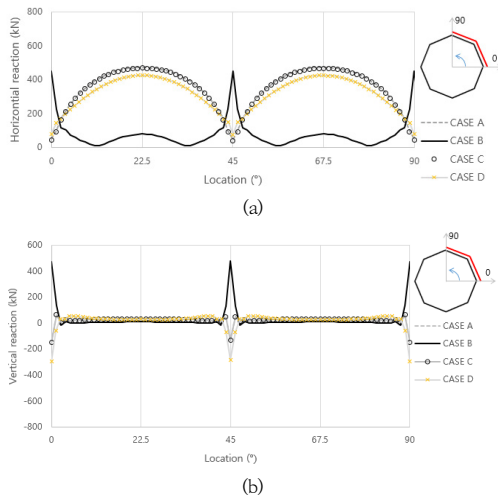 Horizontial reaction (kN)
600
400
200
0
0
22.5
45
67.5
90
Location (°)
90
0
CASE A
CASE B
CASE C
CASE D
(a)
Vertical reaction (kN)
600
400
200
0
-200
-400
-600
-800
0
22.5
45
67.5
90
Location (°)
90
0
CASE A
CASE B
CASE C
CASE D
(b)